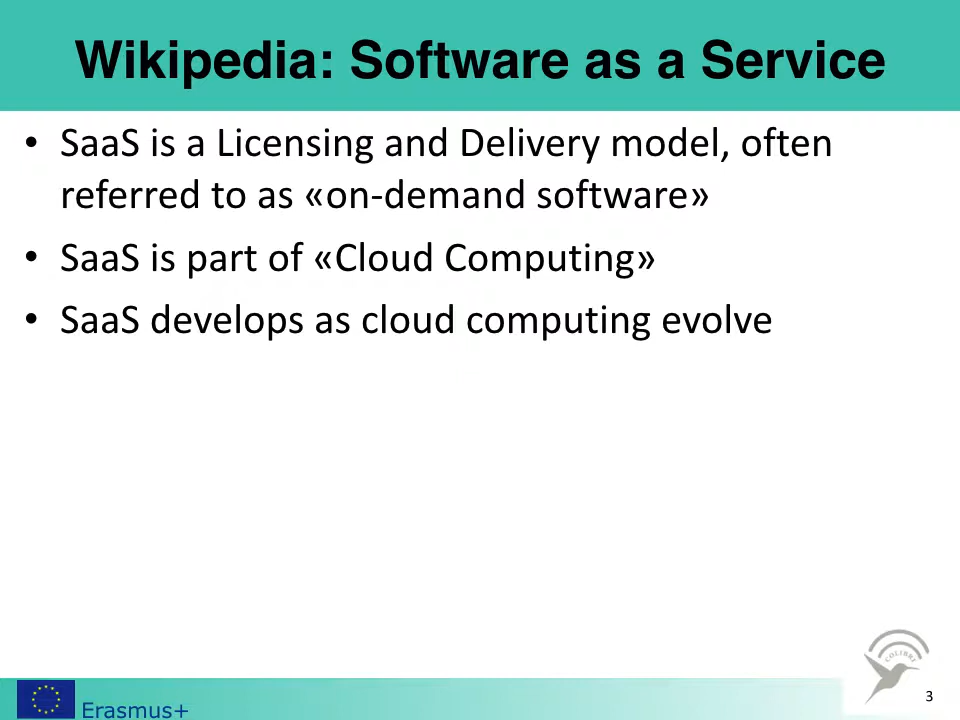 Wikipedia: Software as a Service
• SaaS is a Licensing and Delivery model, often
referred to as «on-demand software»
• SaaS is part of «Cloud Computing»
• SaaS develops as cloud computing evolve
COLIBRI
3
Erasmus+